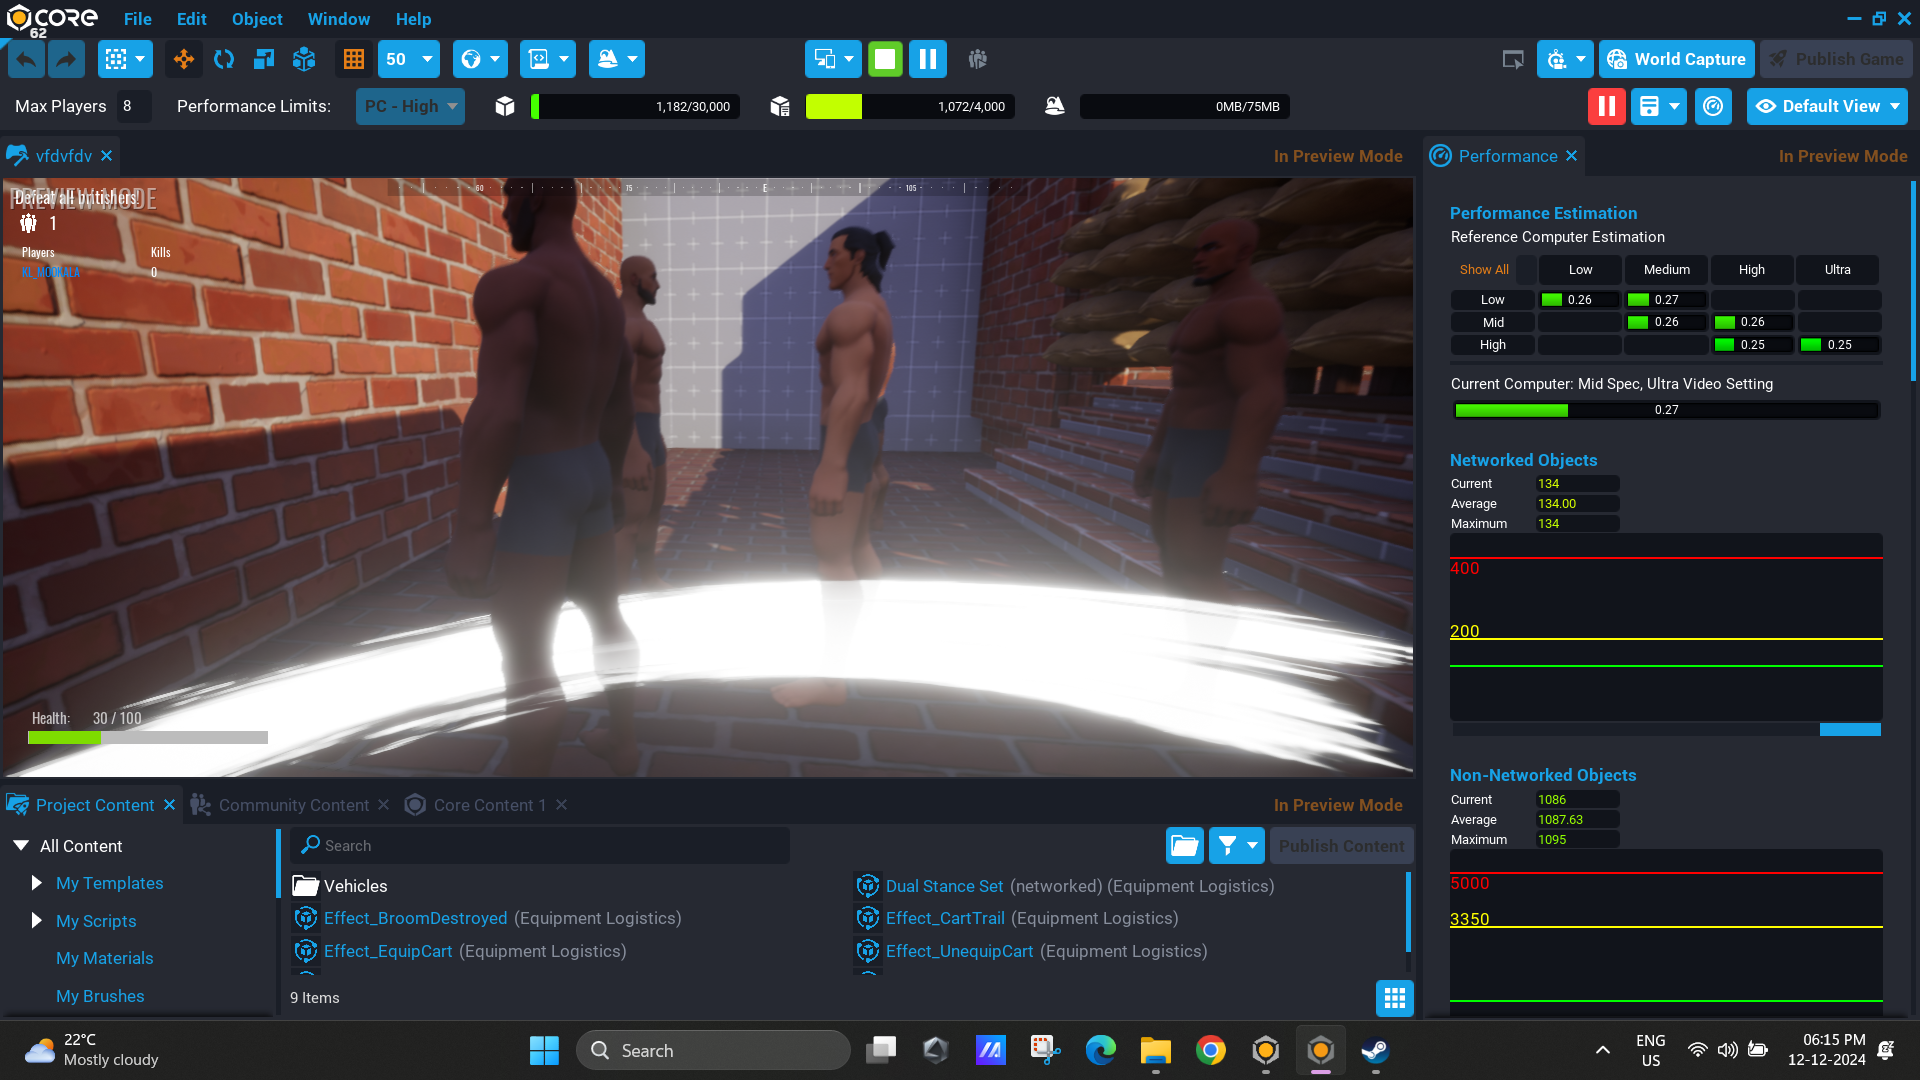 CORE
62
File Edit Object Window Help
50
World Capture
Publish Game
Max Players 8 Performance Limits: PC - High 1,182/30,000 1,072/4,000 0MB/75MB
Default View
vfdvfdv
In Preview Mode
Performance
In Preview Mode
60 75 E 105
PREVIEW MODE
Defeat all britishers!
1
Players Kills
0
Health: 30 / 100
Performance Estimation
Reference Computer Estimation
Show All Low Medium High Ultra
Low 0.26 0.27
Mid 0.26 0.26
High 0.25 0.25
Current Computer: Mid Spec, Ultra Video Setting
0.27
Networked Objects
Current 134
Average 134.00
Maximum 134
400
200
Non-Networked Objects
Current 1086
Average 1087.63
Maximum 1095
5000
3350
Project Content Community Content Core Content 1 In Preview Mode
All Content
My Templates
My Scripts
My Materials
My Brushes
Search
Publish Content
Vehicles
Dual Stance Set (networked) (Equipment Logistics)
Effect_BroomDestroyed (Equipment Logistics)
Effect_CartTrail (Equipment Logistics)
Effect_EquipCart (Equipment Logistics)
Effect_UnequipCart (Equipment Logistics)
9 Items
22°C
Mostly cloudy
Search
ENG
US
06:15 PM
12-12-2024